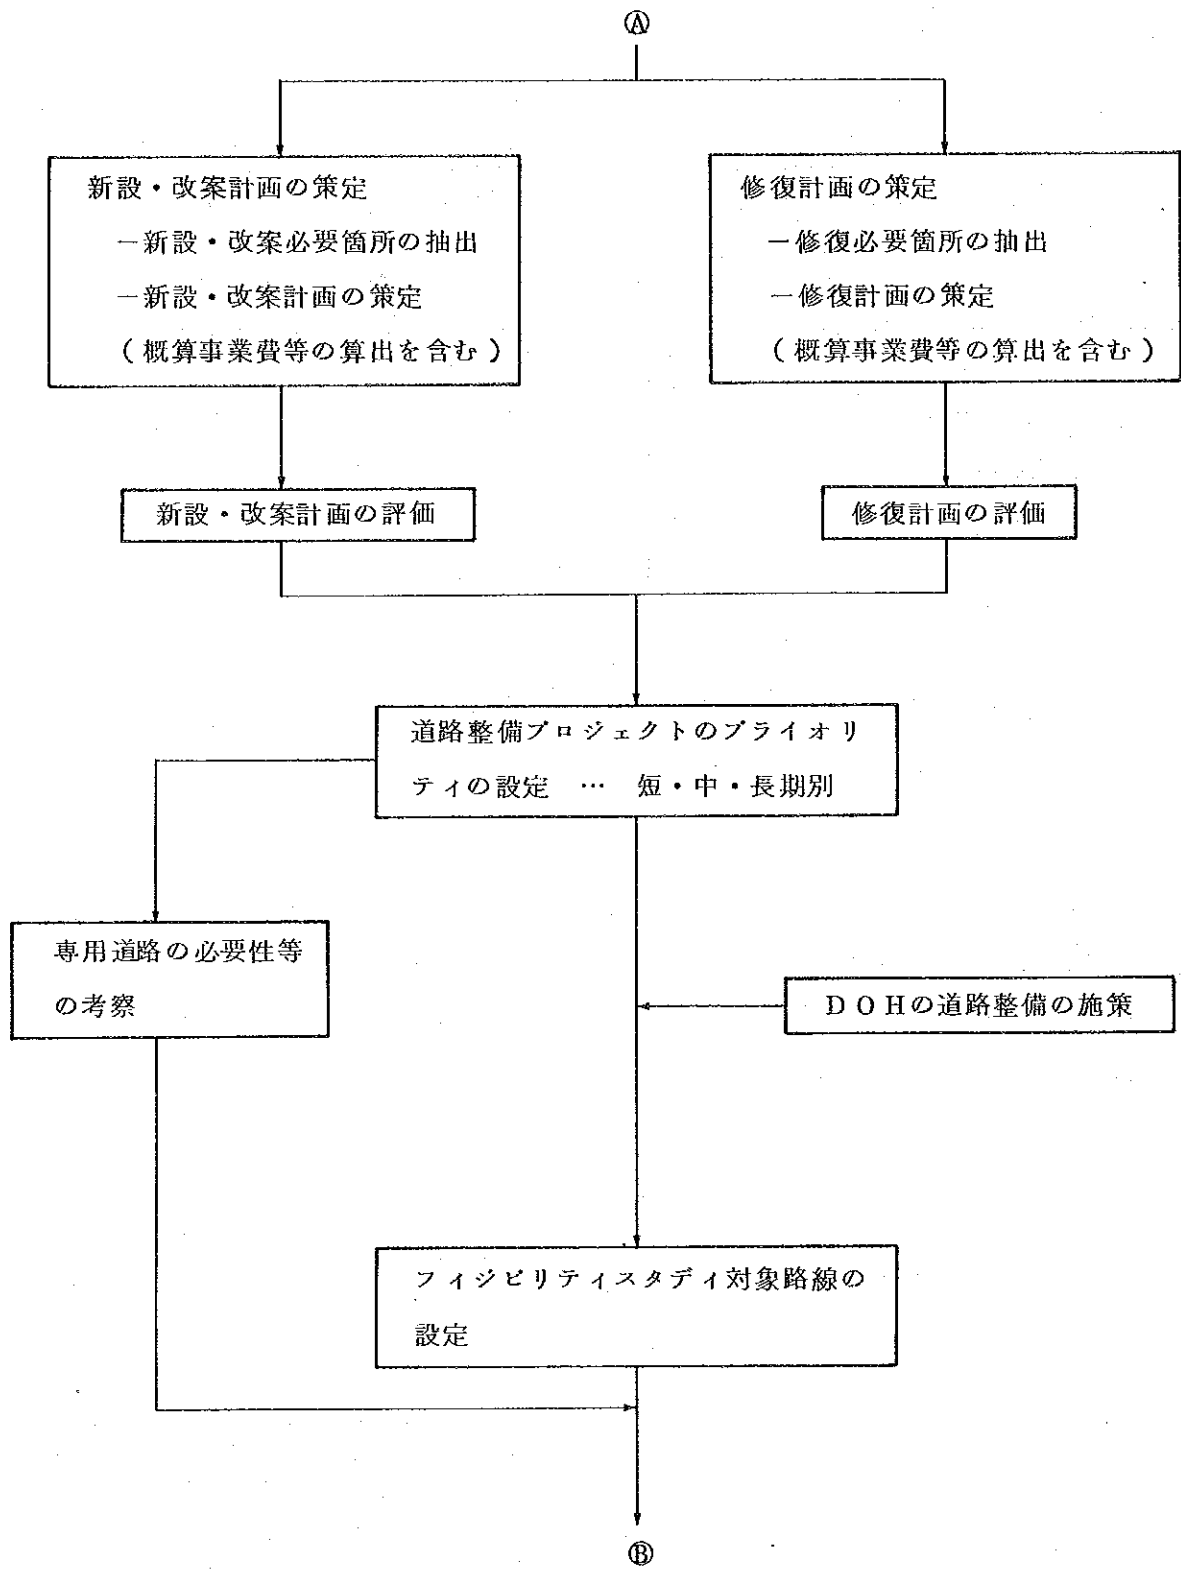 Ⓐ
新設・改案計画の策定
－新設・改案必要箇所の抽出
－新設・改案計画の策定
（概算事業費等の算出を含む）
修復計画の策定
－修復必要箇所の抽出
－修復計画の策定
（概算事業費等の算出を含む）
新設・改案計画の評価
修復計画の評価
道路整備プロジェクトのプライオリ
ティの設定　…　短・中・長期別
専用道路の必要性等
の考察
DOHの道路整備の施策
フィジビリティスタディ対象路線の
設定
Ⓑ